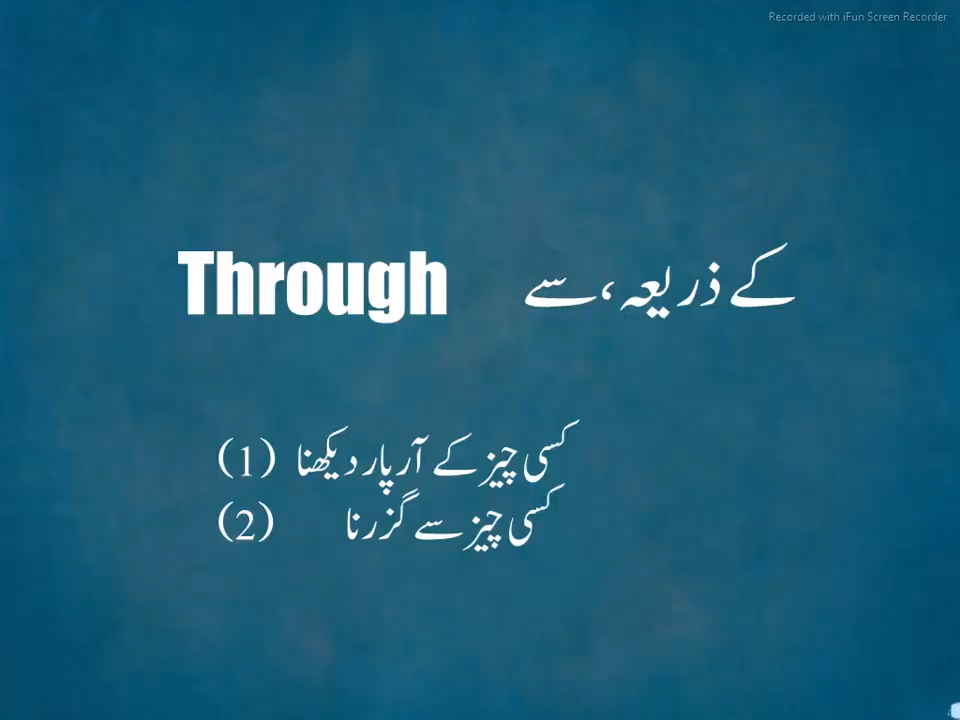 Recorded with iFun Screen Recorder
Through کے ذریعہ، سے
(1) کسی چیز کے آر پار دیکھنا
(2) کسی چیز سے گزرنا